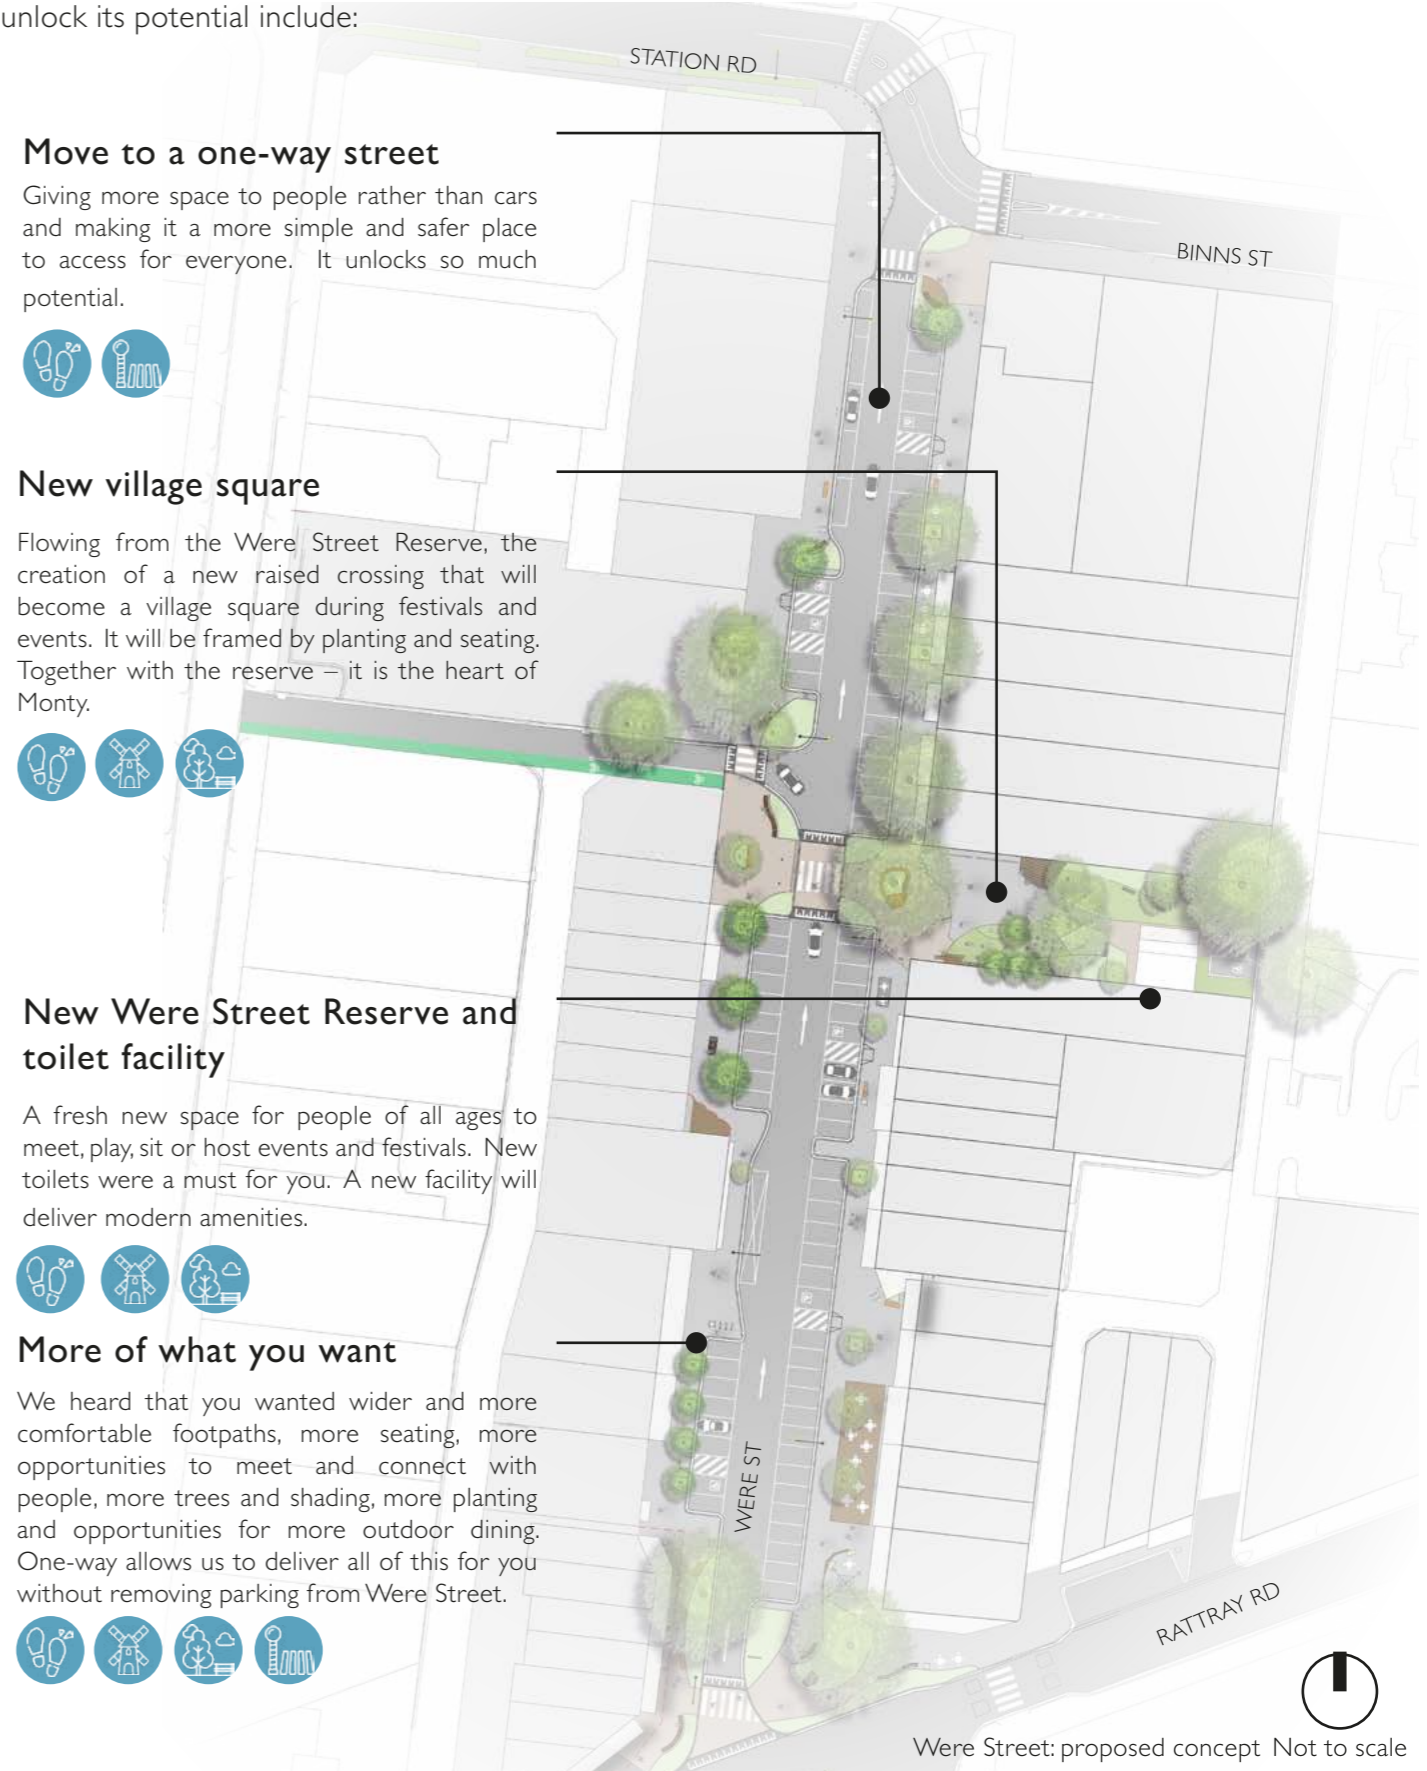 unlock its potential include:
STATION RD
Move to a one-way street
Giving more space to people rather than cars
and making it a more simple and safer place
to access for everyone. It unlocks so much
potential.
BINNS ST
New village square
Flowing from the Were Street Reserve, the
creation of a new raised crossing that will
become a village square during festivals and
events. It will be framed by planting and seating.
Together with the reserve – it is the heart of
Monty.
New Were Street Reserve and
toilet facility
A fresh new space for people of all ages to
meet, play, sit or host events and festivals. New
toilets were a must for you. A new facility will
deliver modern amenities.
More of what you want
We heard that you wanted wider and more
comfortable footpaths, more seating, more
opportunities to meet and connect with
people, more trees and shading, more planting
and opportunities for more outdoor dining.
One-way allows us to deliver all of this for you
without removing parking from Were Street.
WERE ST
RATTRAY RD
Were Street: proposed concept Not to scale